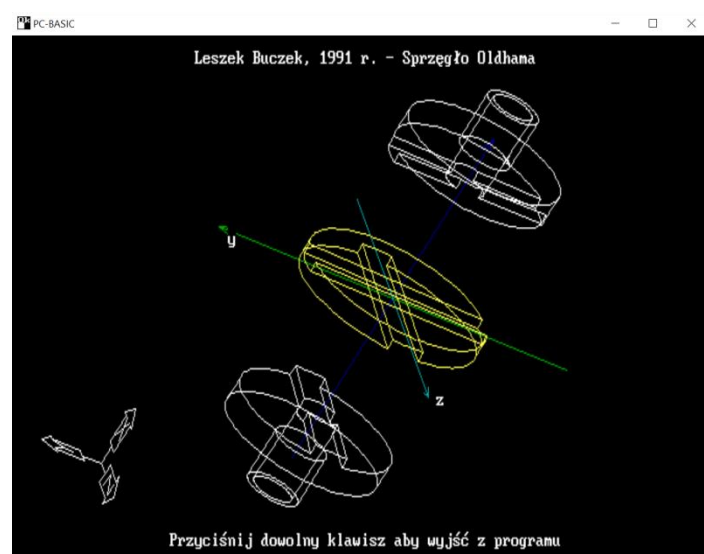 PC-BASIC
Leszek Buczek, 1991 r. - Sprzęgło Oldhama
y
z
Przyciśnij dowolny klawisz aby wyjść z programu